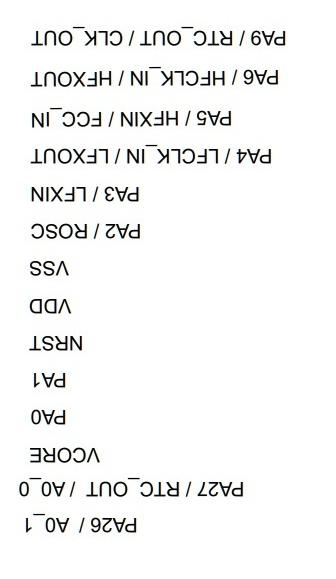 PA26 / A0_1
PA27 / RTC_OUT / A0_0
VCORE
PA0
PA1
NRST
VDD
VSS
PA2 / ROSC
PA3 / LFXIN
PA4 / LFCLK_IN / LFXOUT
PA5 / HFXIN / FCC_IN
PA6 / HFCLK_IN / HFXOUT
PA9 / RTC_OUT / CLK_OUT